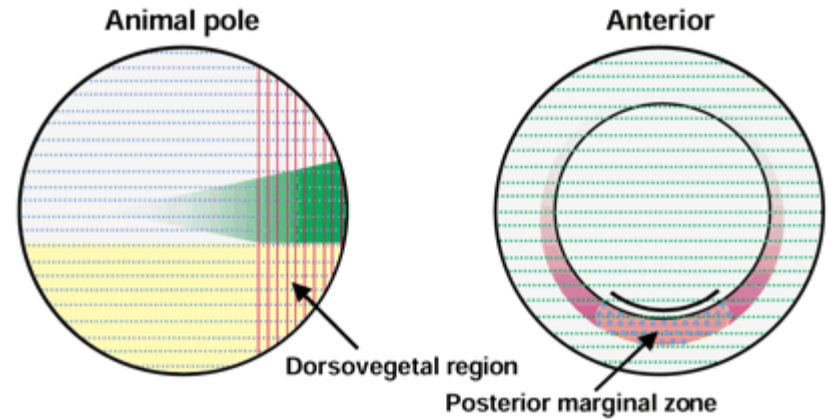 Animal pole
Anterior
Dorsovegetal region
Posterior marginal zone